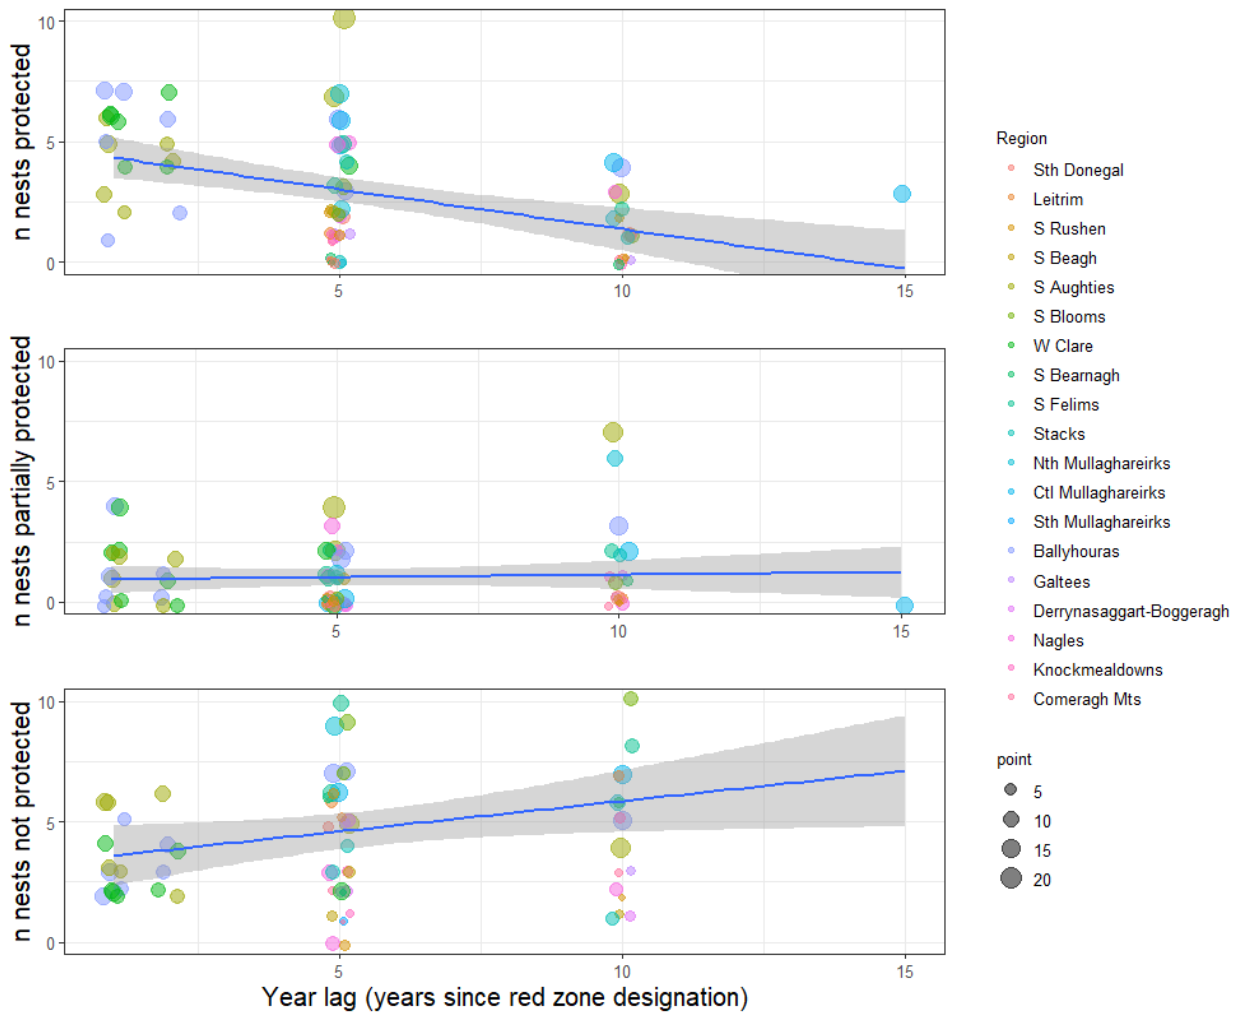 n nests protected
10
5
0
5
10
15
n nests partially protected
10
5
0
5
10
15
n nests not protected
10
5
0
5
10
15
Year lag (years since red zone designation)
Region
Sth Donegal
Leitrim
S Rushen
S Beagh
S Aughties
S Blooms
W Clare
S Bearnagh
S Felims
Stacks
Nth Mullaghareirks
Ctl Mullaghareirks
Sth Mullaghareirks
Ballyhouras
Galtees
Derrynasaggart-Boggeragh
Nagles
Knockmealdowns
Comeragh Mts
point
5
10
15
20